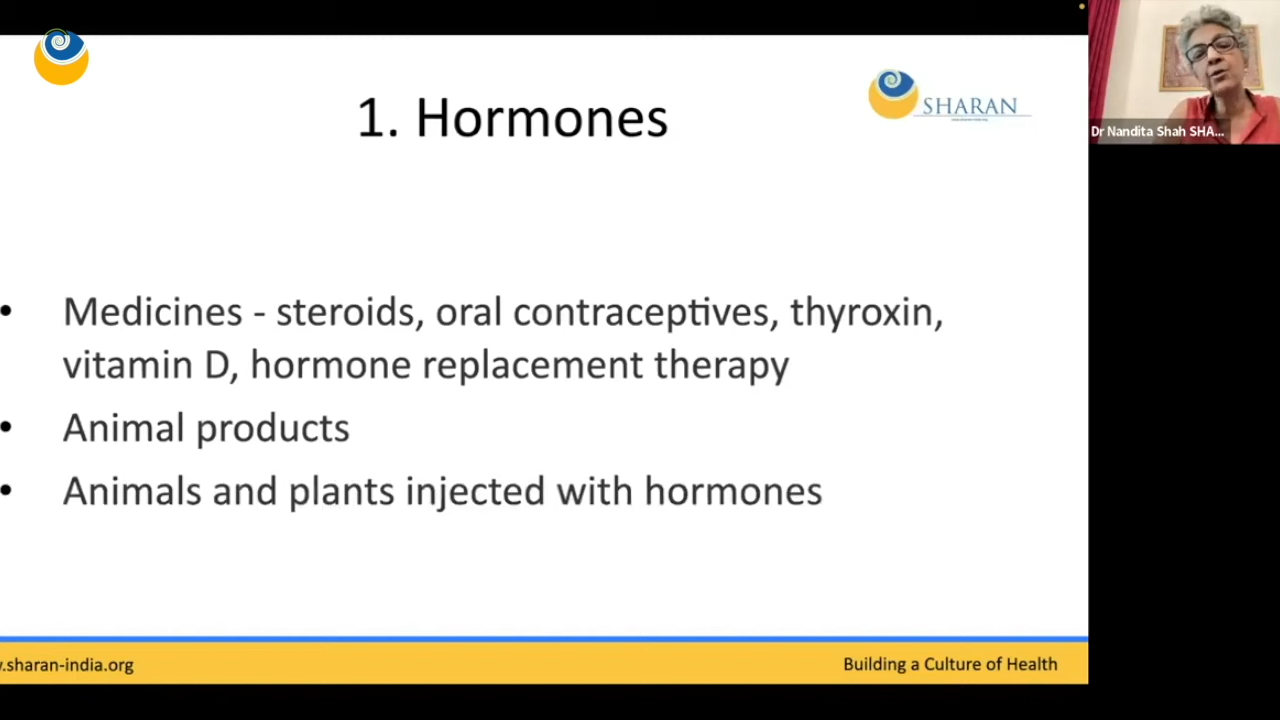 1. Hormones
SHARAN
Dr Nandita Shah SHA...
• Medicines - steroids, oral contraceptives, thyroxin,
vitamin D, hormone replacement therapy
• Animal products
• Animals and plants injected with hormones
.sharan-india.org
Building a Culture of Health